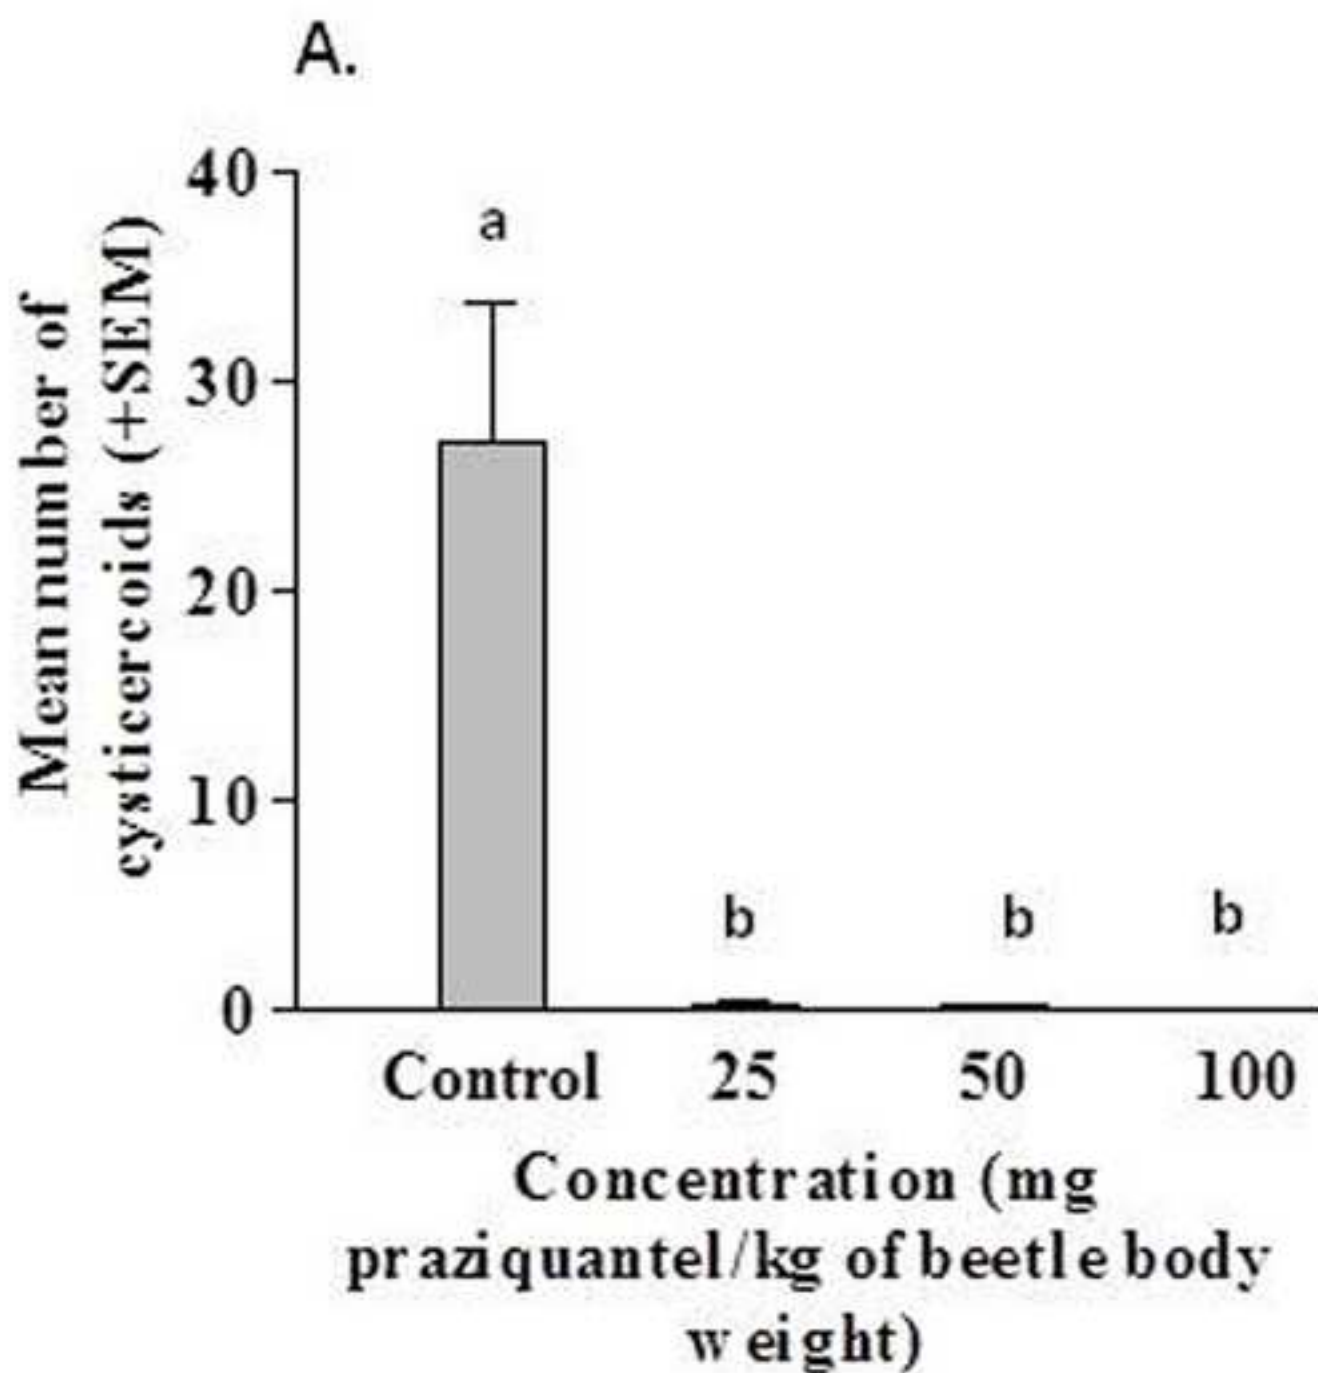 A.
Mean number of
cysticercoids (+SEM)
40
30
20
10
0
a
b
b
b
Control
25
50
100
Concentration (mg
praziquantel/kg of beetle body
weight)